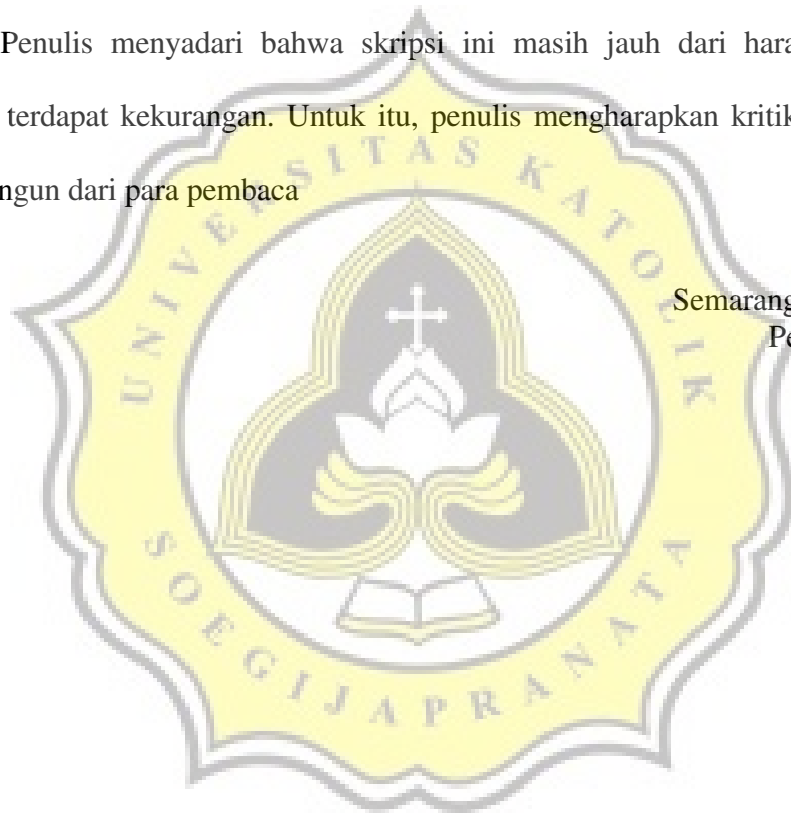 Penulis menyadari bahwa skripsi ini masih jauh dari hara
terdapat kekurangan. Untuk itu, penulis mengharapkan kritik
ngun dari para pembaca
Semarang
Pe
UNIVERSITAS KATOLIK
SOEGIJAPRANATA